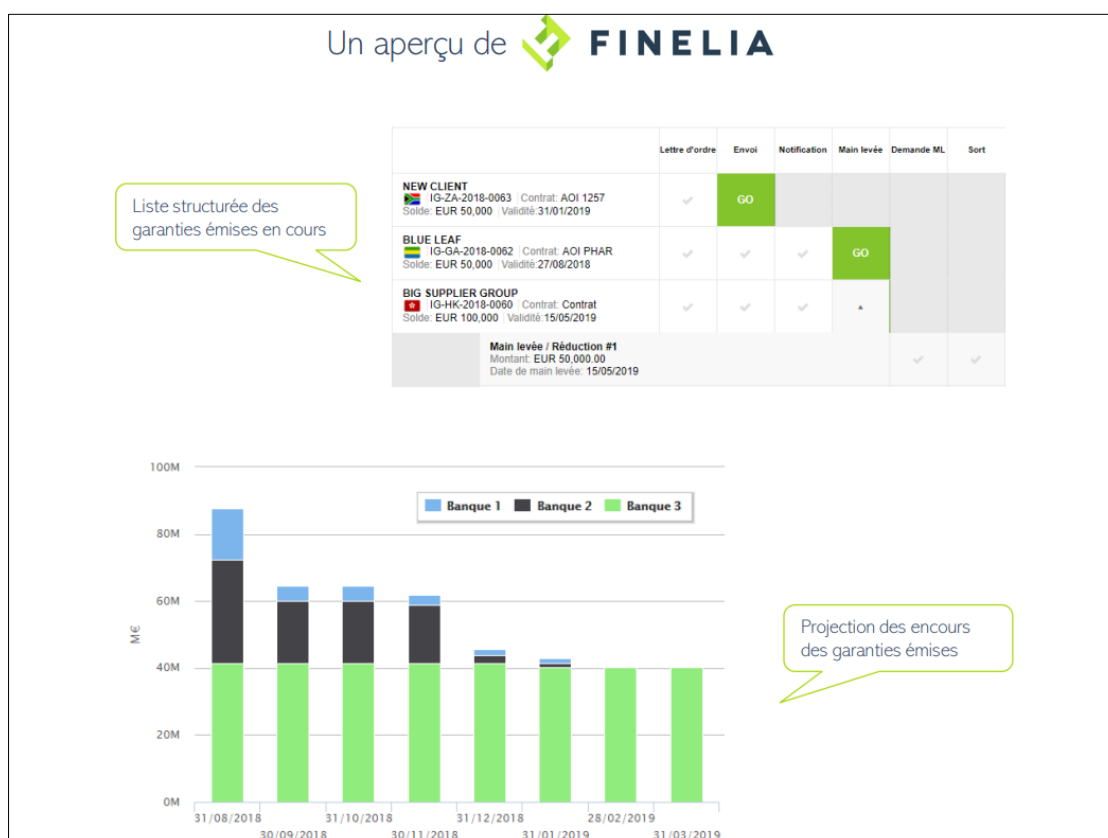 Un aperçu de FINELIA
Lettre d'ordre Envoi Notification Main levée Demande ML Sort
NEW CLIENT
IG-ZA-2018-0063 Contrat: AOI 1257
Solde: EUR 50,000 Validité:31/01/2019
GO
Liste structurée des
garanties émises en cours
BLUE LEAF
IG-GA-2018-0062 Contrat: AOI PHAR
Solde: EUR 50,000 Validité:27/08/2018
GO
BIG SUPPLIER GROUP
IG-HK-2018-0060 Contrat: Contrat
Solde: EUR 100,000 Validité:15/05/2019
Main levée / Réduction #1
Montant: EUR 50,000.00
Date de main levée: 15/05/2019
100M
Banque 1 Banque 2 Banque 3
80M
60M
M€
40M
20M
0M
Projection des encours
des garanties émises
31/08/2018 31/10/2018 31/12/2018 28/02/2019
30/09/2018 30/11/2018 31/01/2019 31/03/2019